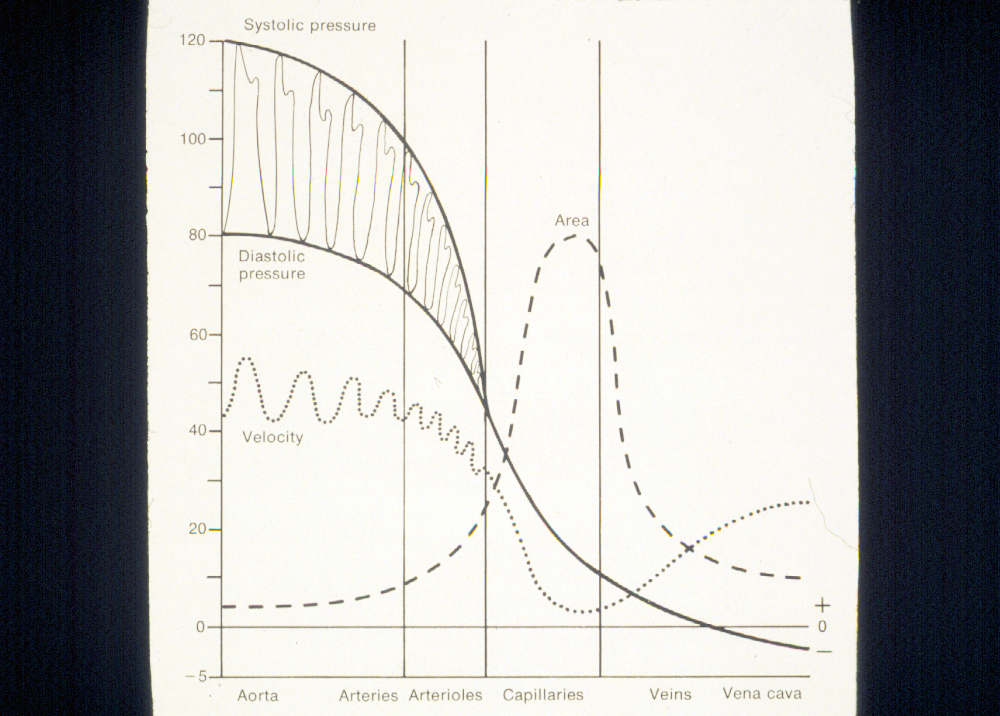 Systolic pressure
120
100
80
60
40
20
0
−5
Diastolic
pressure
Velocity
Area
+
0
−
Aorta Arteries Arterioles Capillaries Veins Vena cava